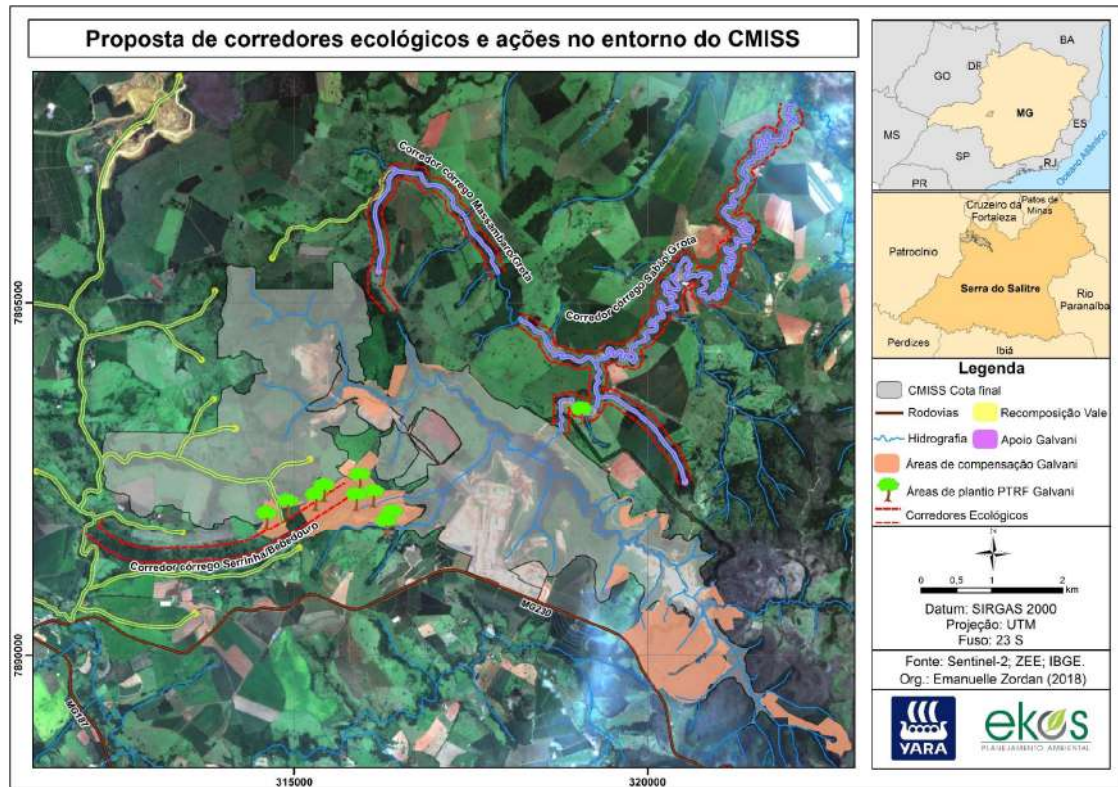 Proposta de corredores ecológicos e ações no entorno do CMISS
Corredor córrego Massambaro/Grota
Corredor córrego Sabiá/Grota
Corredor córrego Serrinha/Bebedouro
MG230
MG187
7895000
7890000
315000
320000
BA
GO
DF
MG
MS
ES
SP
RJ
PR
Oceano Atlântico
Cruzeiro da
Fortaleza
Patos de
Minas
Patrocínio
Serra do Salitre
Rio
Paranaíba
Perdizes
Ibiá
Legenda
CMISS Cota final
Rodovias
Recomposição Vale
Hidrografia
Apoio Galvani
Áreas de compensação Galvani
Áreas de plantio PTRF Galvani
Corredores Ecológicos
0 0,5 1 2
km
Datum: SIRGAS 2000
Projeção: UTM
Fuso: 23 S
Fonte: Sentinel-2; ZEE; IBGE.
Org.: Emanuelle Zordan (2018)
YARA
ekos
PLANEJAMENTO AMBIENTAL